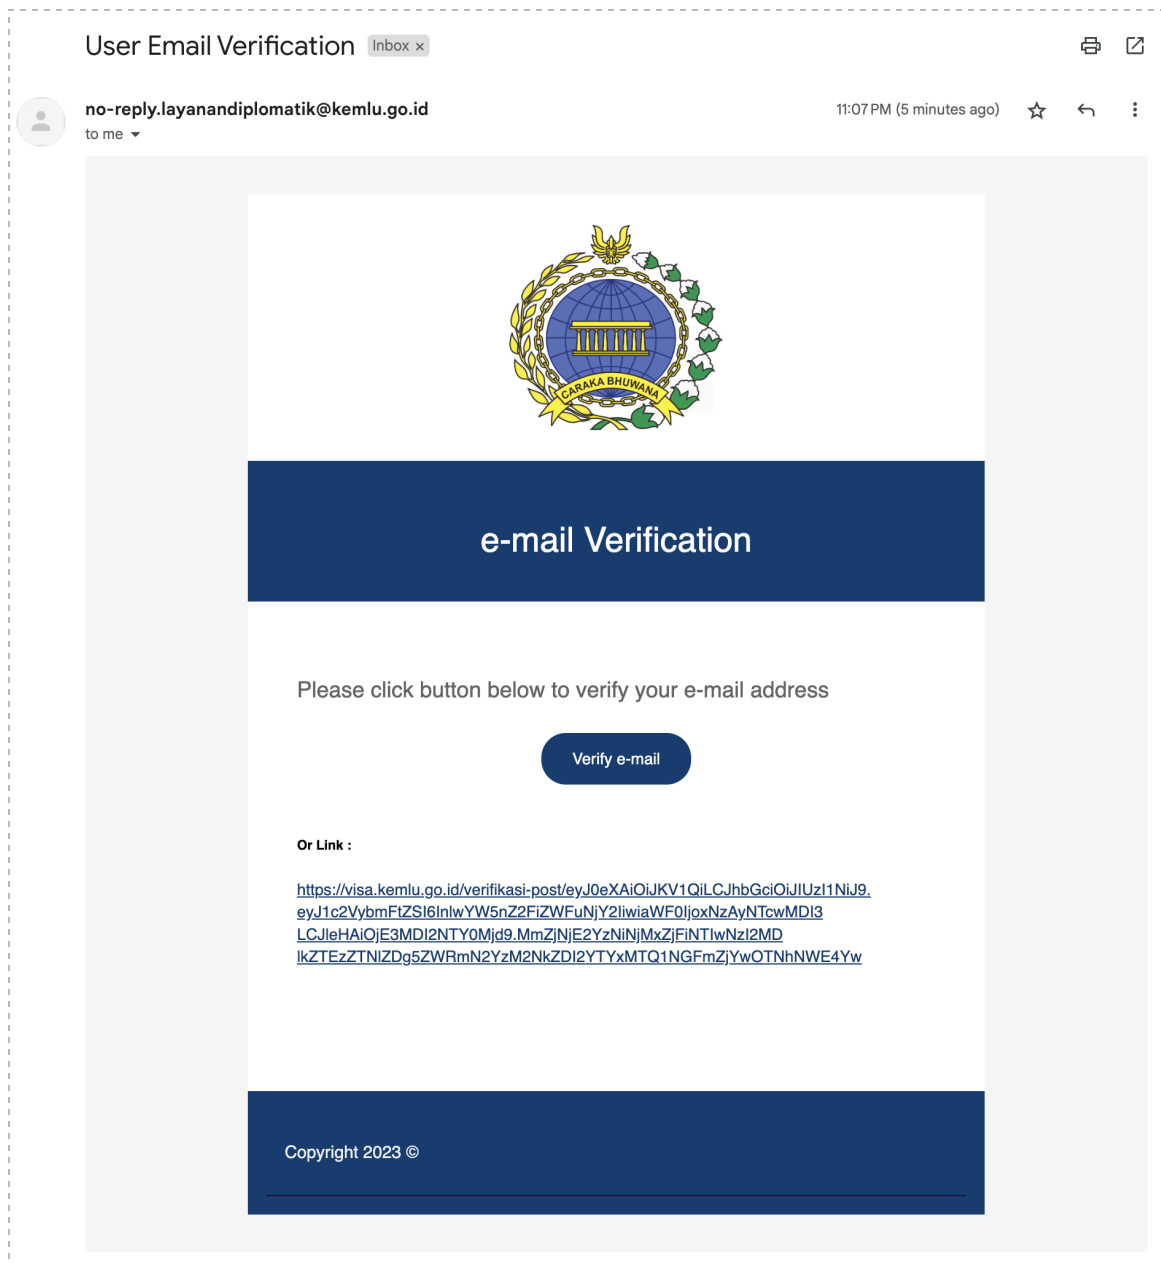 User Email Verification Inbox ×
no-reply.layanandiplomatik@kemlu.go.id 11:07 PM (5 minutes ago)
to me
CARAKA BHUWANA
e-mail Verification
Please click button below to verify your e-mail address
Verify e-mail
Or Link :
https://visa.kemlu.go.id/verifikasi-post/eyJ0eXAiOiJKV1QiLCJhbGciOiJIUzI1NiJ9.
eyJ1c2VybmFtZSI6InlwYW5nZ2FiZWFuNjY2IiwiaWF0IjoxNzAyNTcwMDI3
LCJleHAiOjE3MDI2NTY0Mjd9.MmZjNjE2YzNiNjMxZjFiNTIwNzI2MD
lkZTEzZTNlZDg5ZWRmN2YzM2NkZDI2YTYxMTQ1NGFmZjYwOTNhNWE4Yw
Copyright 2023 ©